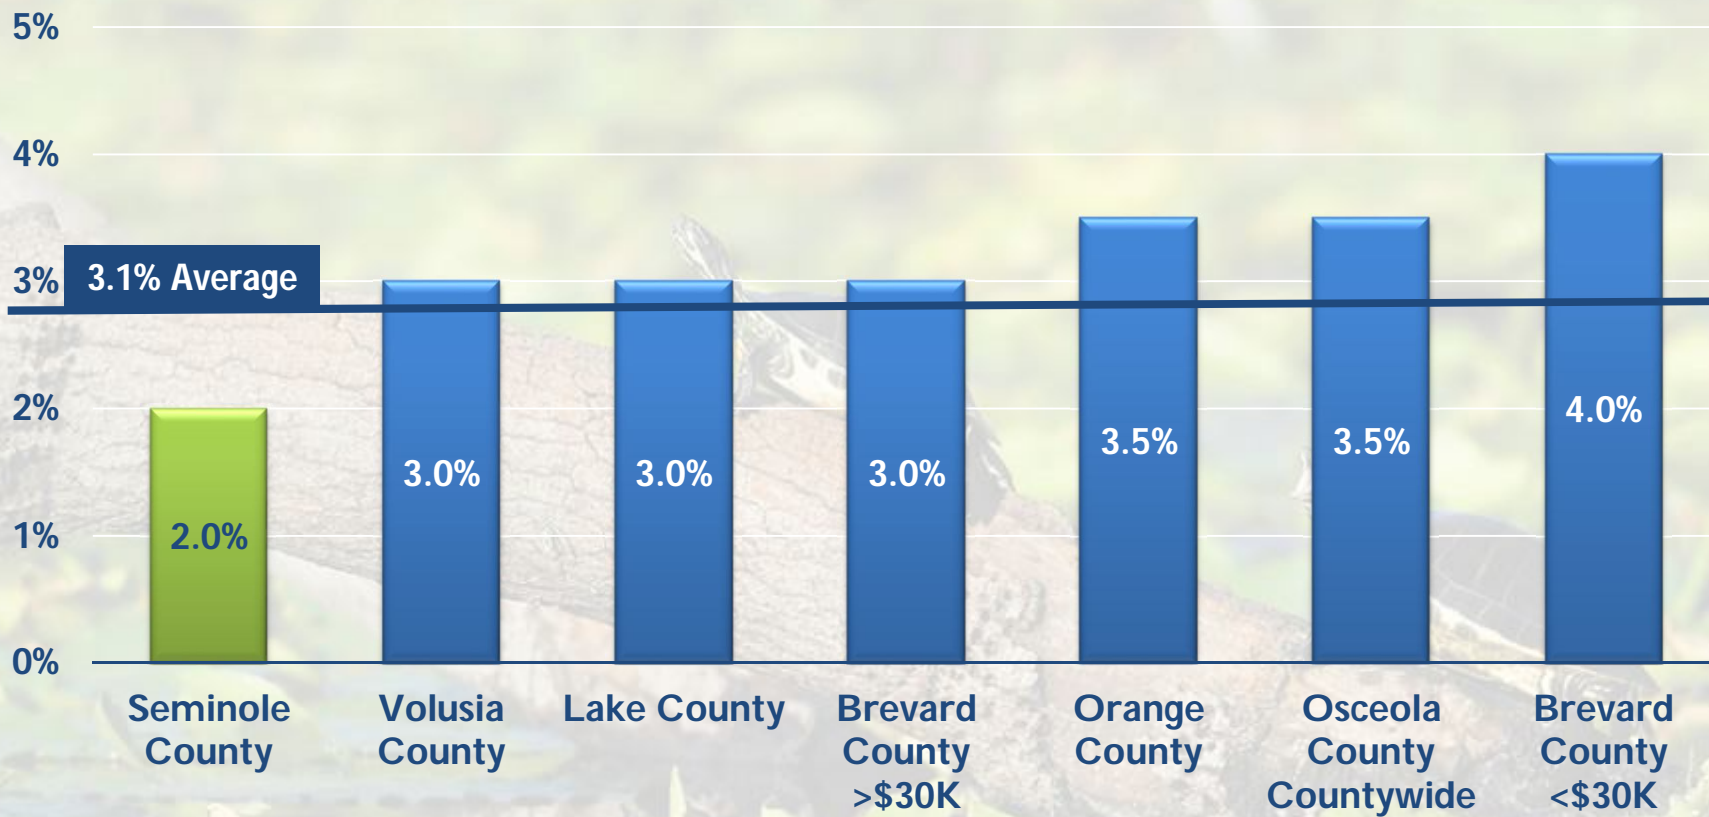 5%
4%
3%
2%
1%
0%
3.1% Average
2.0%
3.0%
3.0%
3.0%
3.5%
3.5%
4.0%
Seminole
County
Volusia
County
Lake County
Brevard
County
>$30K
Orange
County
Osceola
County
Countywide
Brevard
County
<$30K